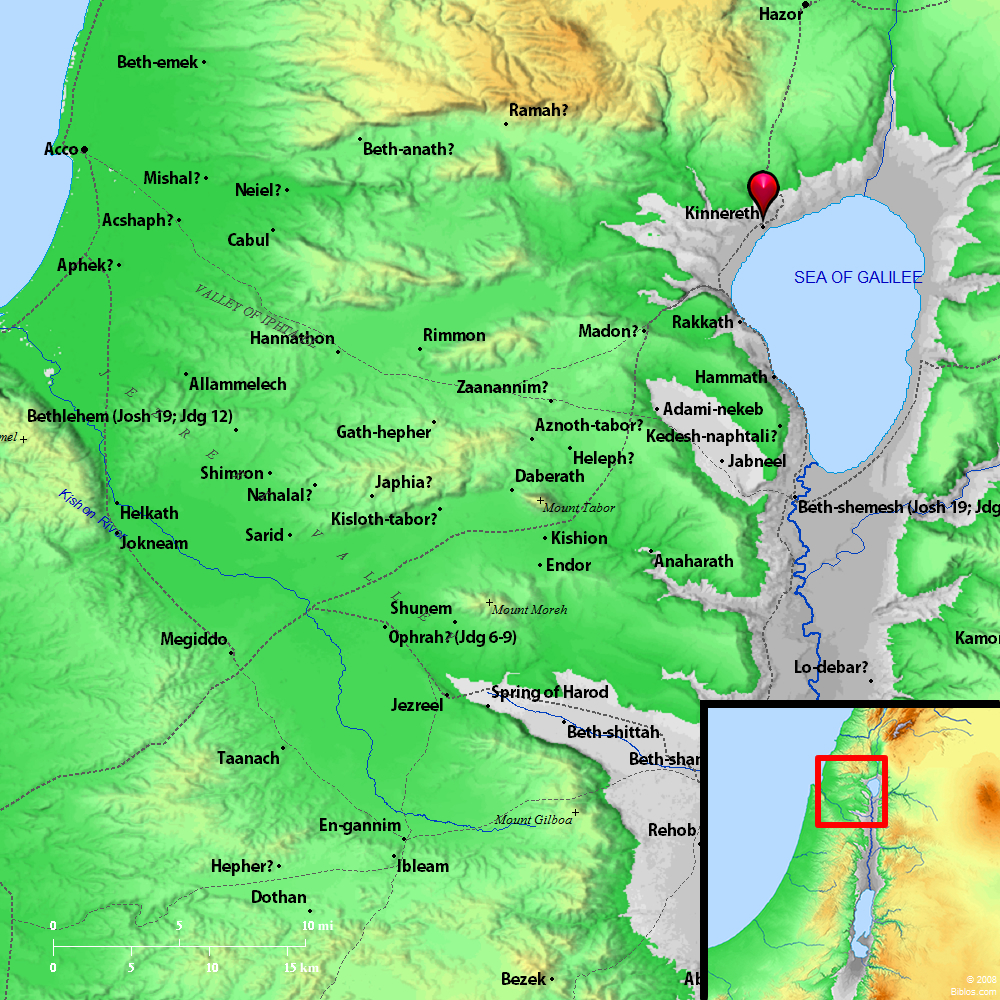 Hazor
Beth-emek
Ramah?
Acco
Beth-anath?
Mishal?
Neiel?
Kinnereth
Acshaph?
Cabul
Aphek?
SEA OF GALILEE
VALLEY OF IPHTAHEL
Rakkath
Madon?
Rimmon
Hannathon
Hammath
Allammelech
Zaanannim?
Adami-nekeb
Bethlehem (Josh 19; Jdg 12)
Aznoth-tabor?
Gath-hepher
Kedesh-naphtali?
mel
Heleph?
Jabneel
Shimron
Daberath
Japhia?
Nahalal?
Kishon River
Mount Tabor
Beth-shemesh (Josh 19; Jdg
Helkath
Kisloth-tabor?
Sarid
Kishion
Jokneam
Anaharath
Endor
JEZREEL VALLEY
Shunem
Mount Moreh
Ophrah? (Jdg 6-9)
Megiddo
Kamo
Lo-debar?
Spring of Harod
Jezreel
Beth-shittah
Taanach
Beth-shan
Mount Gilboa
En-gannim
Rehob
Hepher?
Ibleam
Dothan
0 5 10 mi
0 5 10 15 km
Bezek
Ab
© 2008
Biblos.com